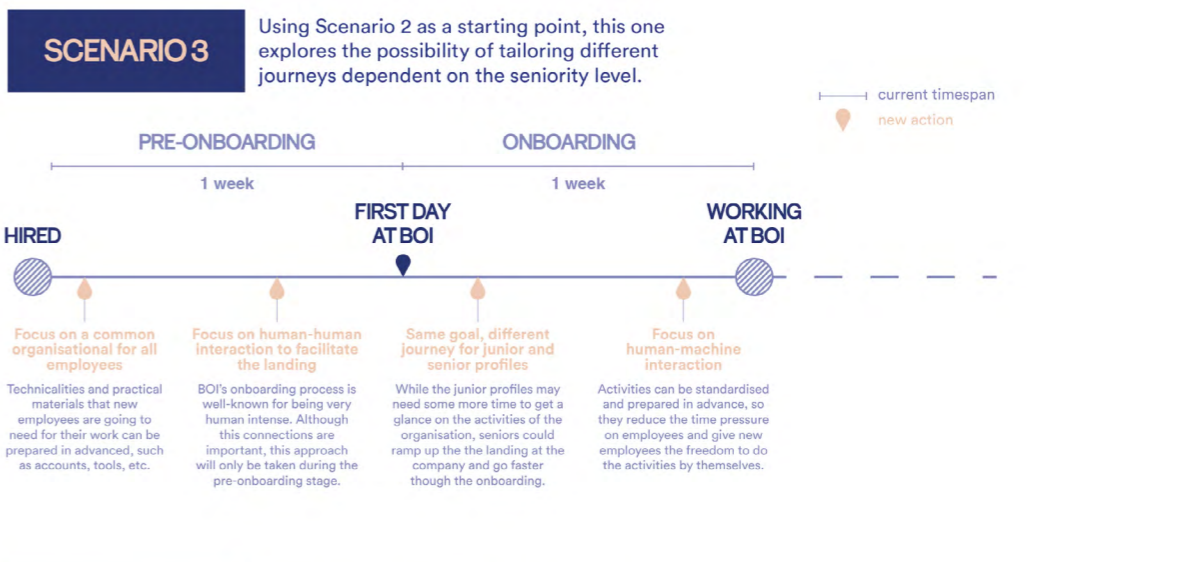 SCENARIO 3
Using Scenario 2 as a starting point, this one
explores the possibility of tailoring different
journeys dependent on the seniority level.
current timespan
new action
PRE-ONBOARDING
ONBOARDING
1 week
1 week
HIRED
FIRST DAY
AT BOI
WORKING
AT BOI
Focus on a common
organisational for all
employees
Technicalities and practical
materials that new
employees are going to
need for their work can be
prepared in advanced, such
as accounts, tools, etc.
Focus on human-human
interaction to facilitate
the landing
BOI's onboarding process is
well-known for being very
human intense. Although
this connections are
important, this approach
will only be taken during the
pre-onboarding stage.
Same goal, different
journey for junior and
senior profiles
While the junior profiles may
need some more time to get a
glance on the activities of the
organisation, seniors could
ramp up the the landing at the
company and go faster
though the onboarding.
Focus on
human-machine
interaction
Activities can be standardised
and prepared in advance, so
they reduce the time pressure
on employees and give new
employees the freedom to do
the activities by themselves.